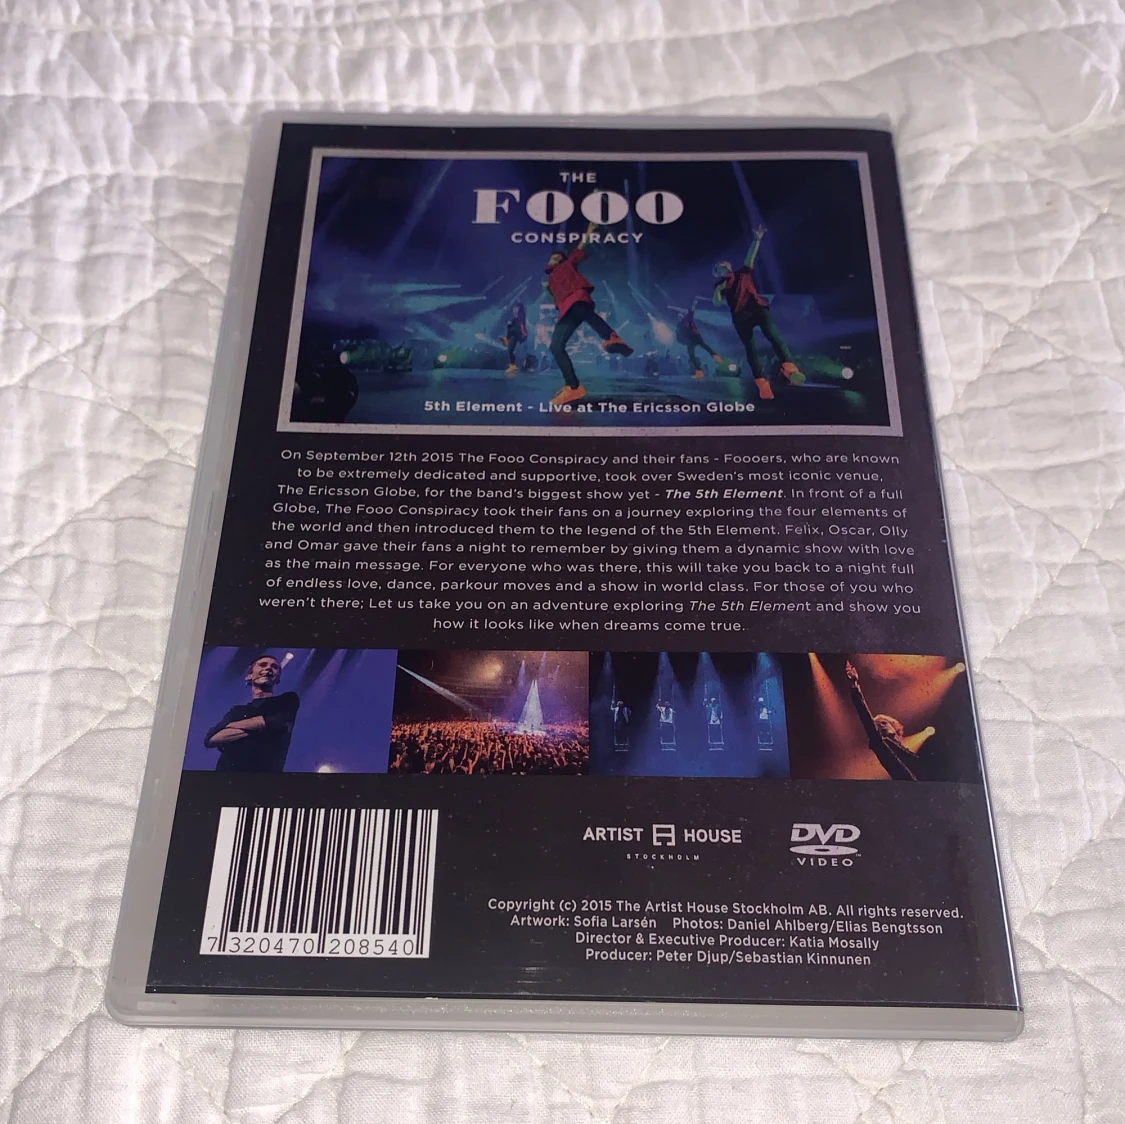 THE
FOOO
CONSPIRACY
5th Element - Live at The Ericsson Globe
On September 12th 2015 The Fooo Conspiracy and their fans - Foooers, who are known
to be extremely dedicated and supportive, took over Sweden's most iconic venue,
The Ericsson Globe, for the band's biggest show yet - The 5th Element. In front of a full
Globe, The Fooo Conspiracy took their fans on a journey exploring the four elements of
the world and then introduced them to the legend of the 5th Element. Felix, Oscar, Olly
and Omar gave their fans a night to remember by giving them a dynamic show with love
as the main message. For everyone who was there, this will take you back to a night full
of endless love, dance, parkour moves and a show in world class. For those of you who
weren't there; Let us take you on an adventure exploring The 5th Element and show you
how it looks like when dreams come true.
ARTIST HOUSE
STOCKHOLM
DVD
VIDEO™
Copyright (c) 2015 The Artist House Stockholm AB. All rights reserved.
Artwork: Sofia Larsén Photos: Daniel Ahlberg/Elias Bengtsson
Director & Executive Producer: Katia Mosally
Producer: Peter Djup/Sebastian Kinnunen
7 320470 208540